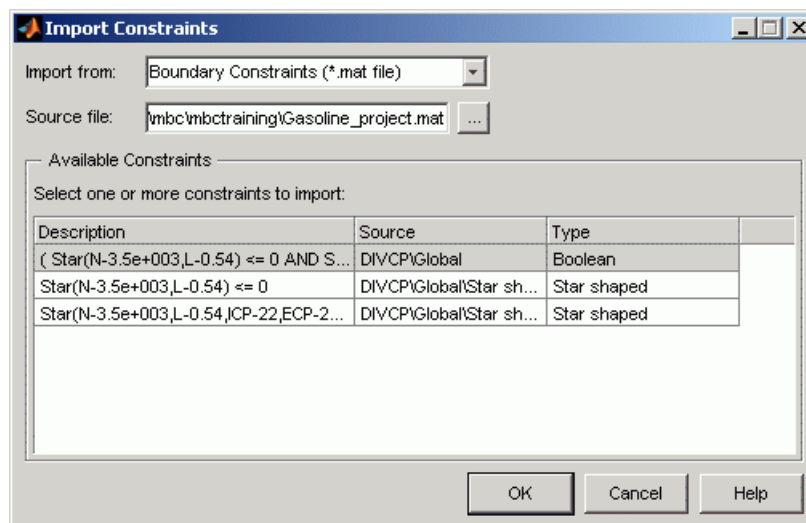 Import Constraints
Import from: Boundary Constraints (*.mat file)
Source file: \mbc\mbctraining\Gasoline_project.mat ...
Available Constraints
Select one or more constraints to import:
Description Source Type
( Star(N-3.5e+003,L-0.54) <= 0 AND S... DIVCP\Global Boolean
Star(N-3.5e+003,L-0.54) <= 0 DIVCP\Global\Star sh... Star shaped
Star(N-3.5e+003,L-0.54,ICP-22,ECP-2... DIVCP\Global\Star sh... Star shaped
OK Cancel Help